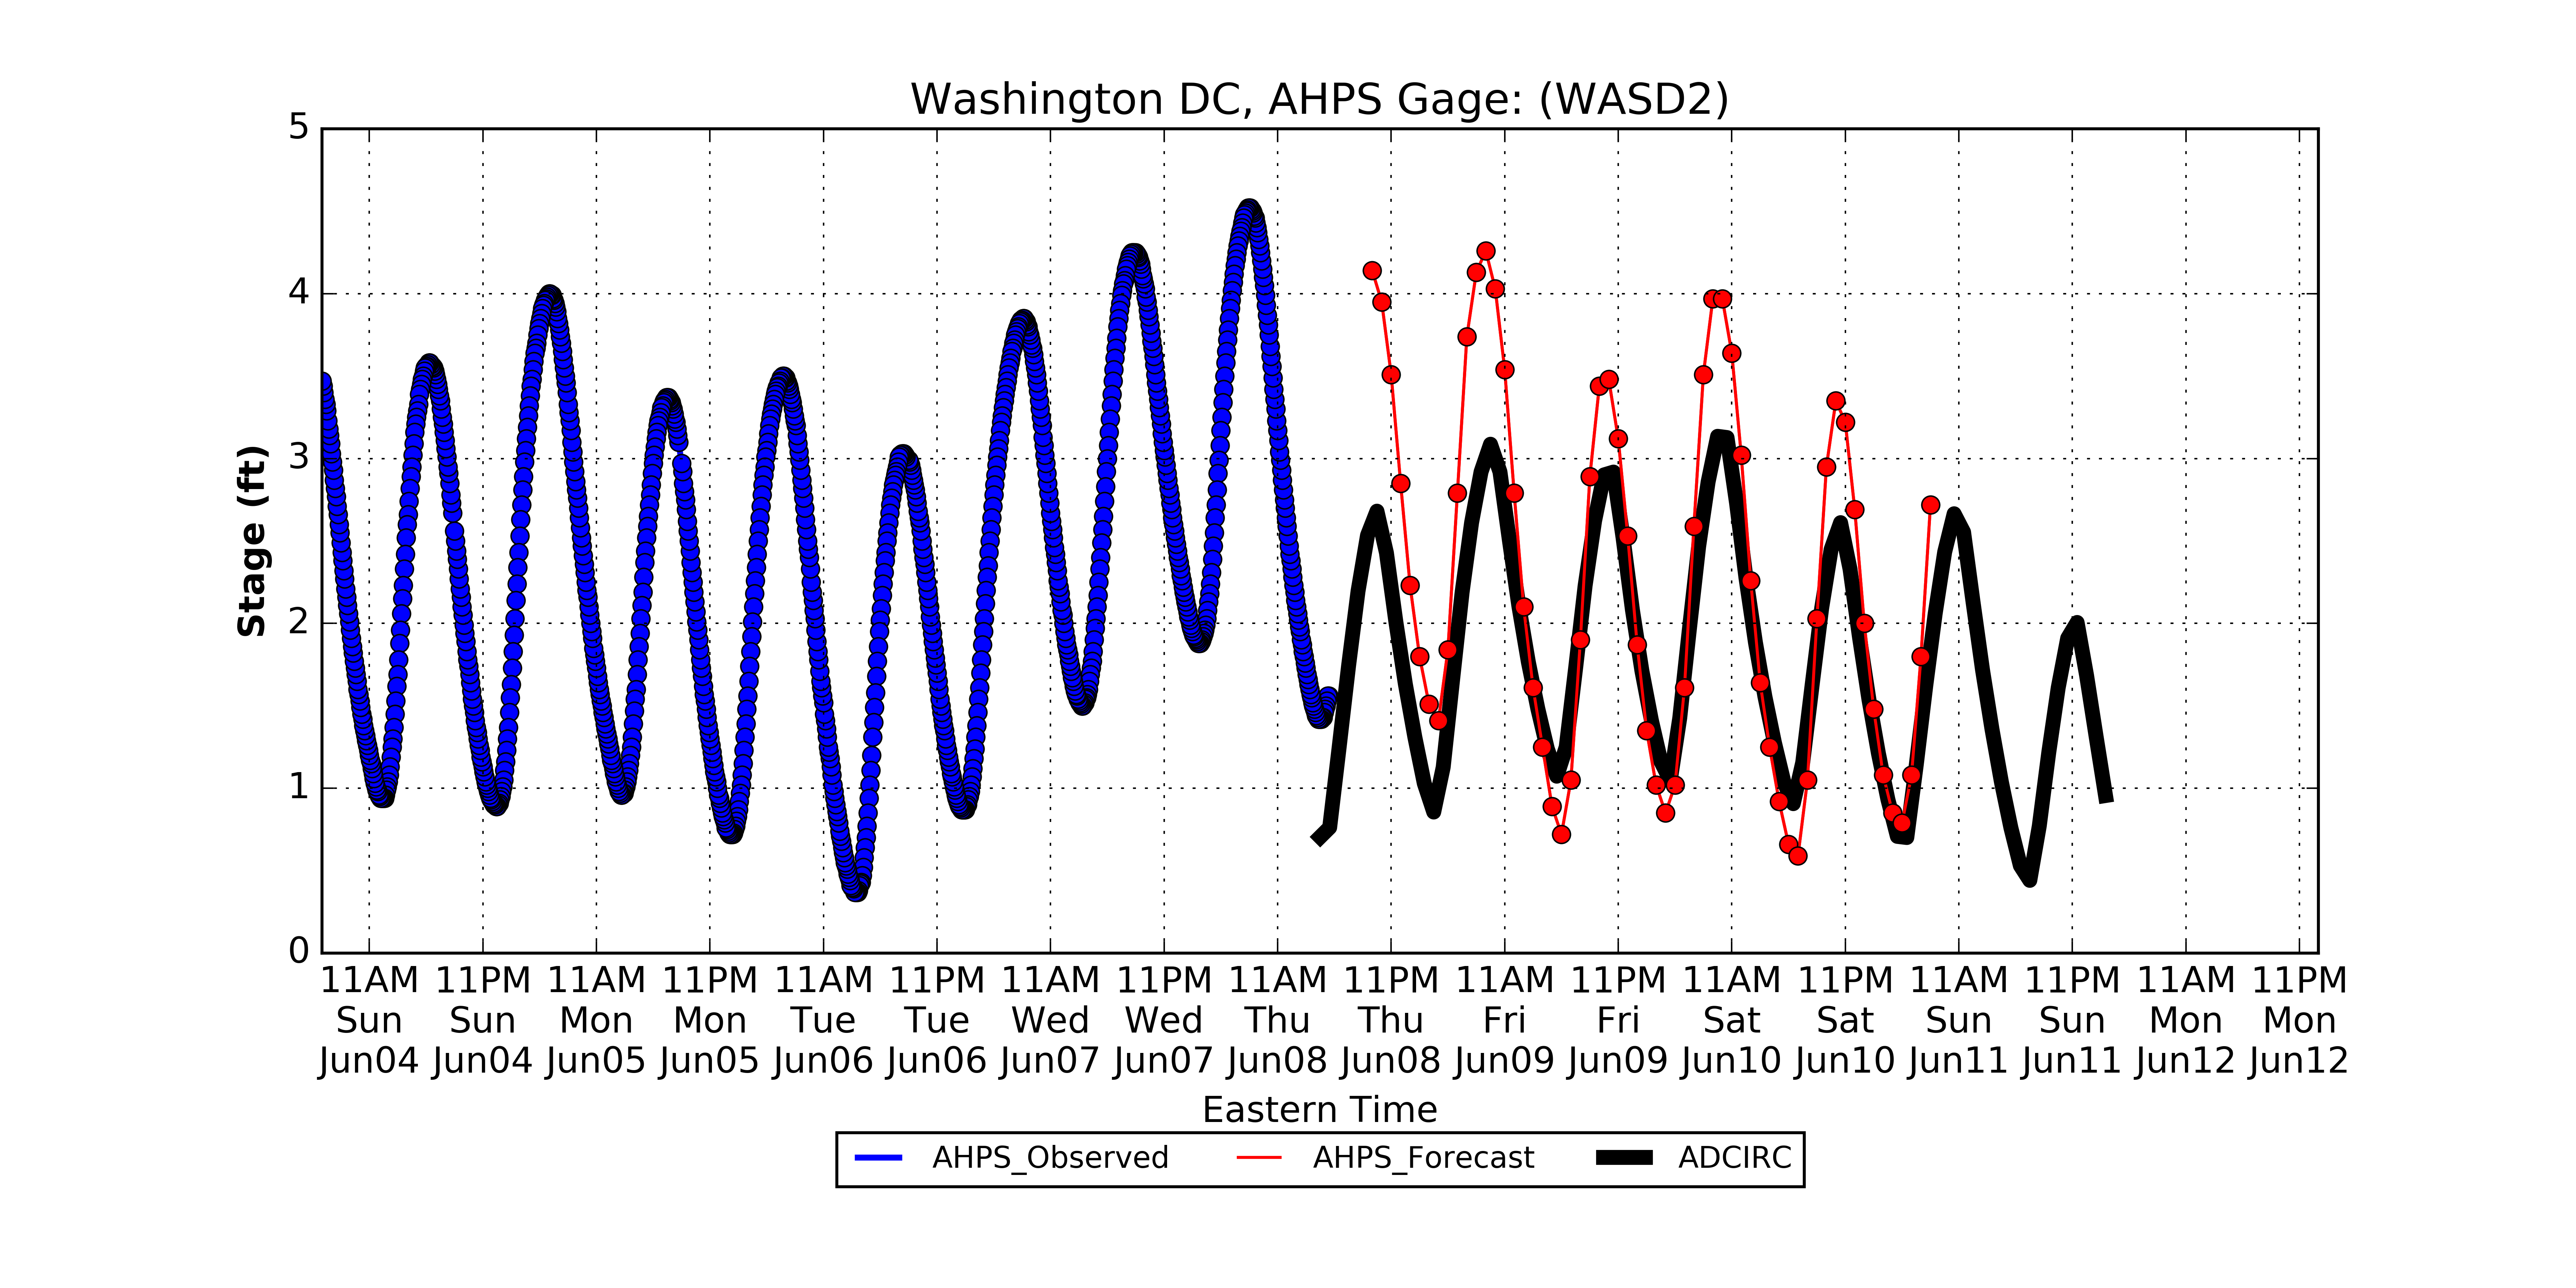 Washington DC, AHPS Gage: (WASD2)
5
4
3
2
1
0
Stage (ft)
11AM 11PM 11AM 11PM 11AM 11PM 11AM 11PM 11AM 11PM 11AM 11PM 11AM 11PM 11AM 11PM 11AM 11PM
Sun Sun Mon Mon Tue Tue Wed Wed Thu Thu Fri Fri Sat Sat Sun Sun Mon Mon
Jun04 Jun04 Jun05 Jun05 Jun06 Jun06 Jun07 Jun07 Jun08 Jun08 Jun09 Jun09 Jun10 Jun10 Jun11 Jun11 Jun12 Jun12
Eastern Time
AHPS_Observed AHPS_Forecast ADCIRC